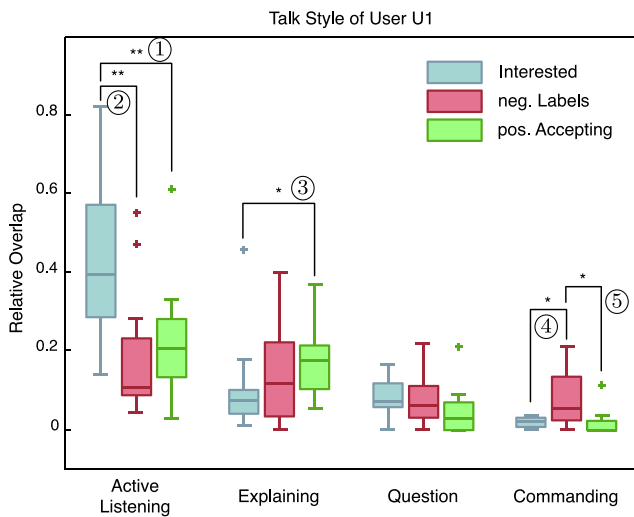 Talk Style of User U1
Interested
neg. Labels
pos. Accepting
** ①
** ②
* ③
* ④
* ⑤
Relative Overlap
0.8
0.6
0.4
0.2
0
Active
Listening
Explaining
Question
Commanding